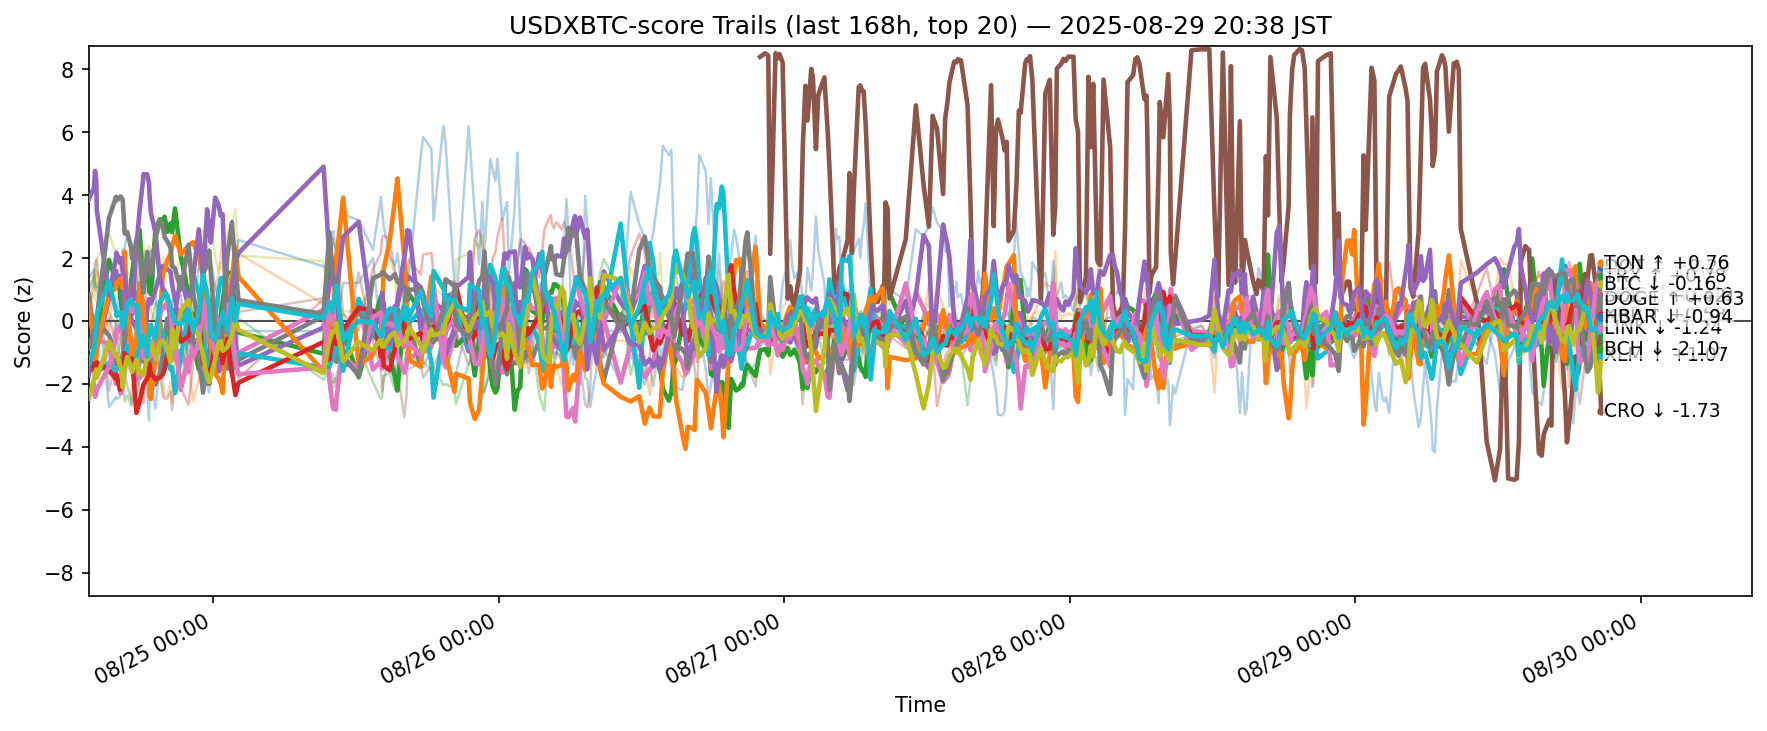 USDXBTC-score Trails (last 168h, top 20) — 2025-08-29 20:38 JST
Score (z)
8
6
4
2
0
−2
−4
−6
−8
TON ↑ +0.76
BTC ↓ -0.165
DOGE ↑ +0.63
HBAR -0.94
LINK ↓ -1.24
BCH ↓ -2.10
CRO ↓ -1.73
08/25 00:00
08/26 00:00
08/27 00:00
08/28 00:00
08/29 00:00
08/30 00:00
Time